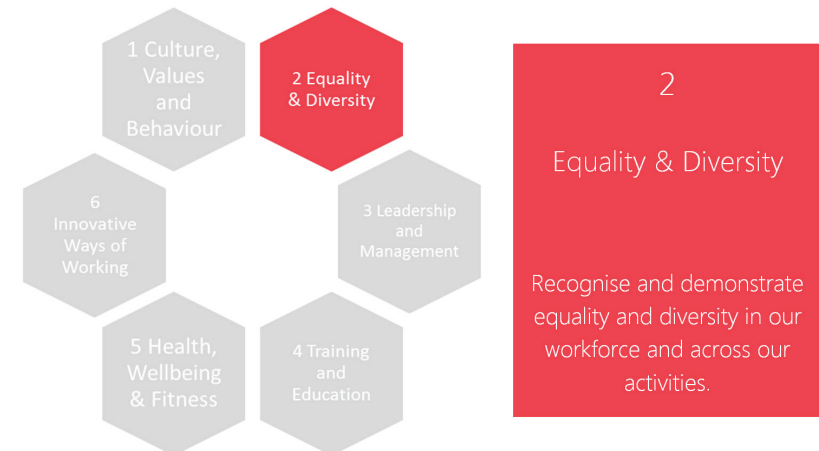 1 Culture,
Values
and
Behaviour
2 Equality
& Diversity
3 Leadership
and
Management
4 Training
and
Education
5 Health,
Wellbeing
& Fitness
6
Innovative
Ways of
Working
2
Equality & Diversity
Recognise and demonstrate
equality and diversity in our
workforce and across our
activities.